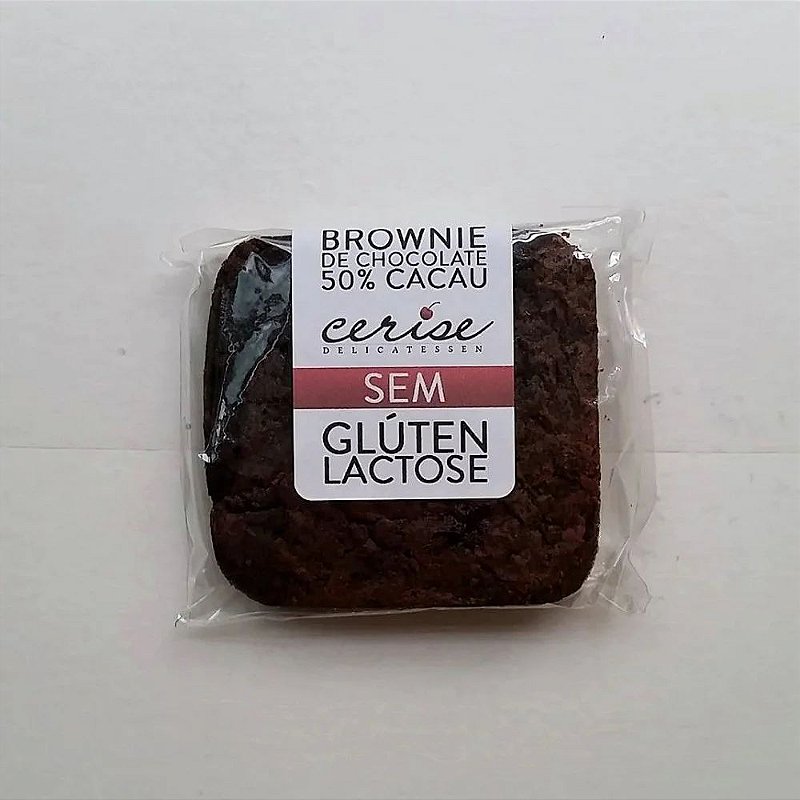 BROWNIE
DE CHOCOLATE
50% CACAU
cerise
DELICATESSEN
SEM
GLÚTEN
LACTOSE